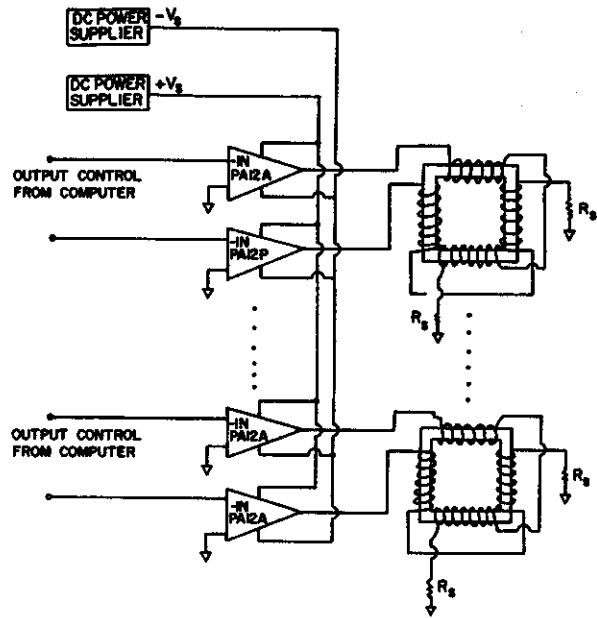 DC POWER SUPPLIER
-Vs
DC POWER SUPPLIER
+Vs
-IN
PA12A
OUTPUT CONTROL
FROM COMPUTER
-IN
PA12P
Rs
Rs
-IN
PA12A
OUTPUT CONTROL
FROM COMPUTER
-IN
PA12A
Rs
Rs